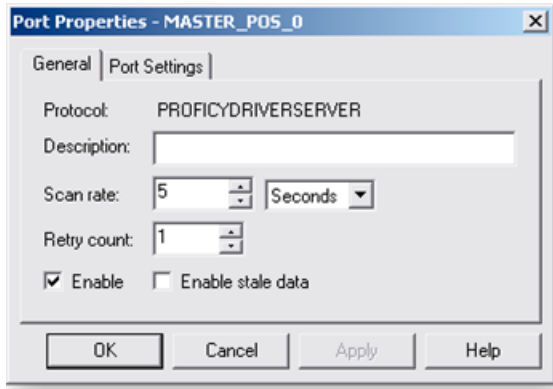 Port Properties - MASTER_POS_0
General Port Settings
Protocol: PROFICYDRIVERSERVER
Description:
Scan rate: 5 Seconds
Retry count: 1
Enable Enable stale data
OK Cancel Apply Help